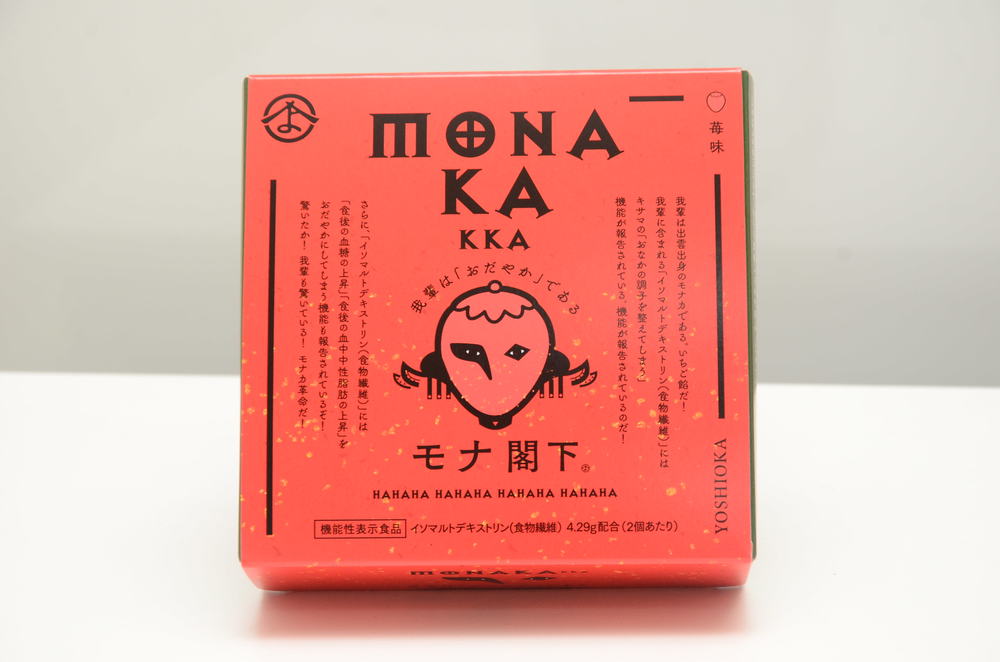 よ
MONA
KA
KKA
苺味
我輩は出雲出身のモナカである。いちご餡だ！
我輩に含まれる「イソマルトデキストリン（食物繊維）」には
キサマの「おなかの調子を整えてしまう」
機能が報告されている、機能が報告されているのだ！
さらに、「イソマルトデキストリン（食物繊維）」には
「食後の血糖の上昇」「食後の血中中性脂肪の上昇」を
おだやかにしてしまう機能も報告されているぞ！
驚いたか！我輩も驚いている！モナカ革命だ！
我輩は「おだやか」である
モナ閣下
HAHAHA HAHAHA HAHAHA HAHAHA
YOSHIOKA
機能性表示食品 イソマルトデキストリン(食物繊維) 4.29g配合(2個あたり)
MONAKA